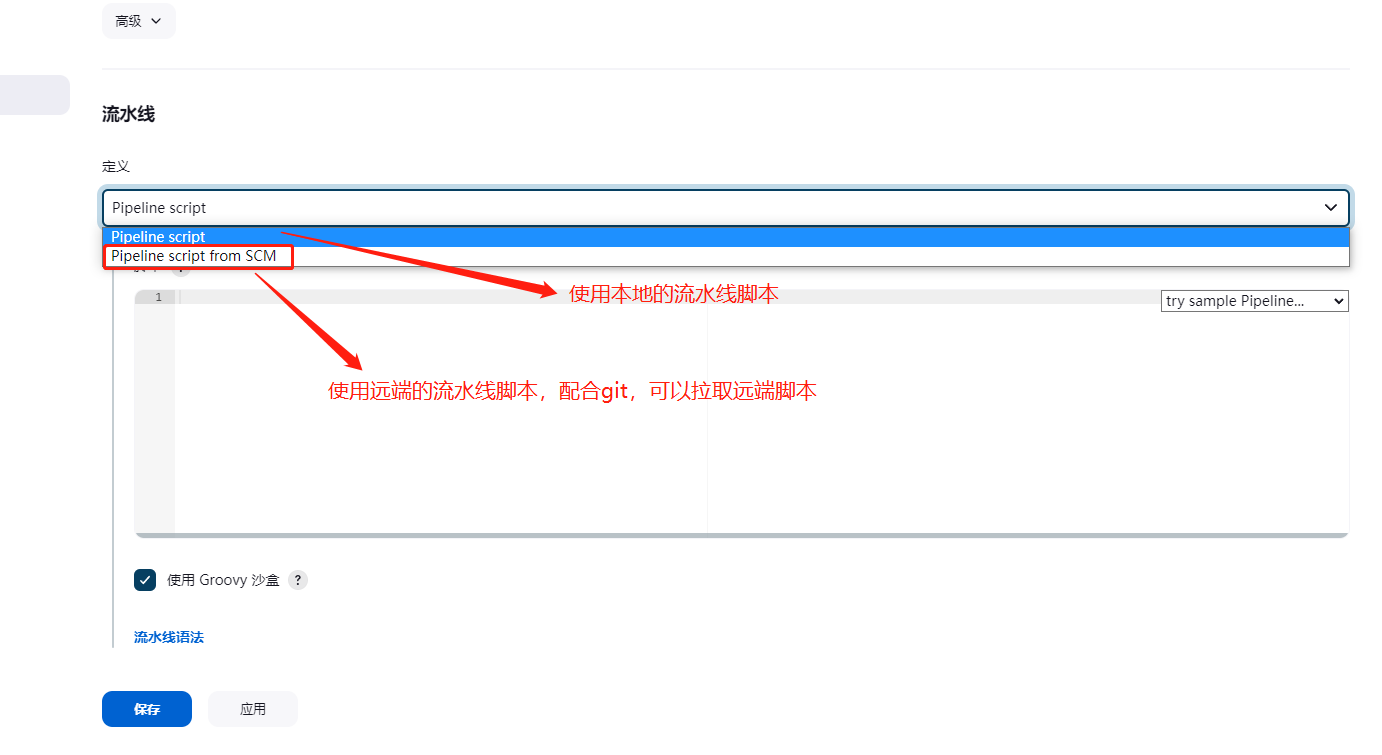 高级
流水线
定义
Pipeline script
Pipeline script
Pipeline script from SCM
1
使用本地的流水线脚本
try sample Pipeline...
使用远端的流水线脚本，配合git，可以拉取远端脚本
使用 Groovy 沙盒 ?
流水线语法
保存
应用